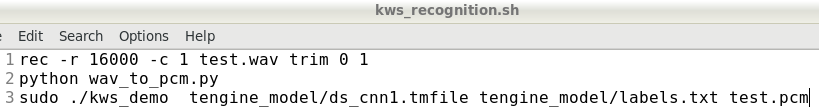 kws_recognition.sh
Edit Search Options Help
1 rec -r 16000 -c 1 test.wav trim 0 1
2 python wav_to_pcm.py
3 sudo ./kws_demo  tengine_model/ds_cnn1.tmfile tengine_model/labels.txt test.pcm